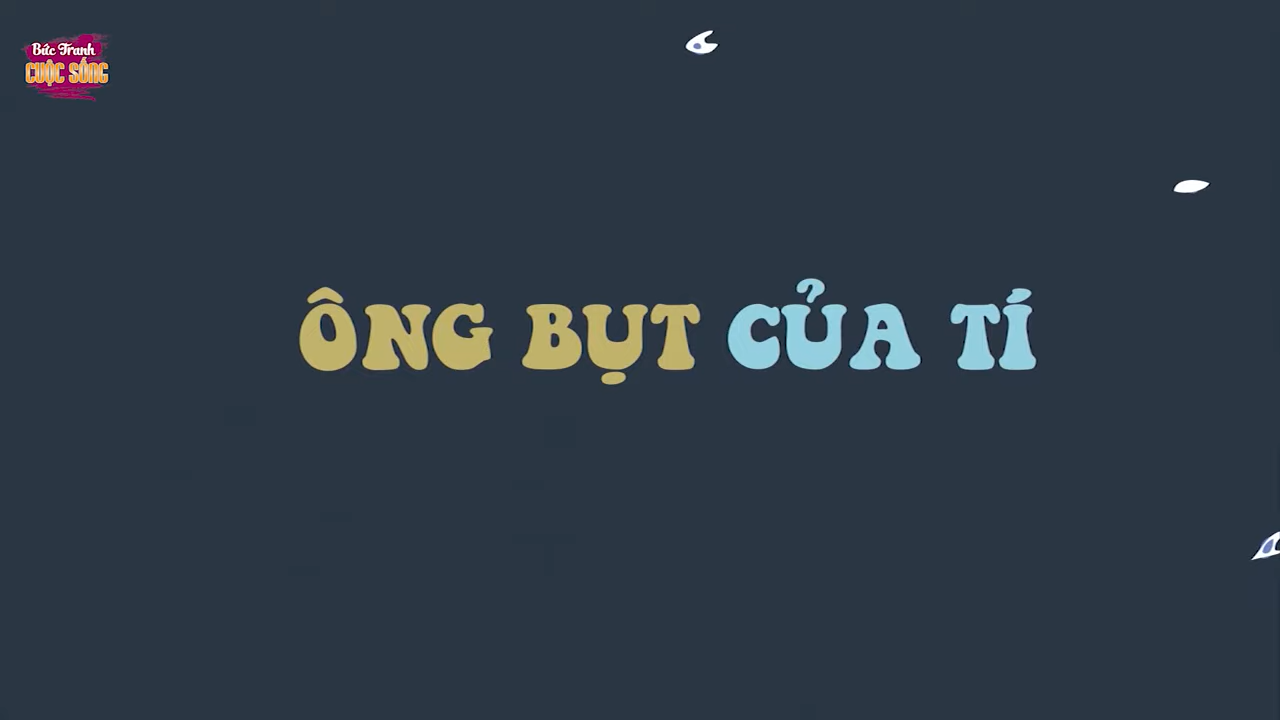 Bức Tranh
CUỘC SỐNG
ÔNG BỤT CỦA TÍ